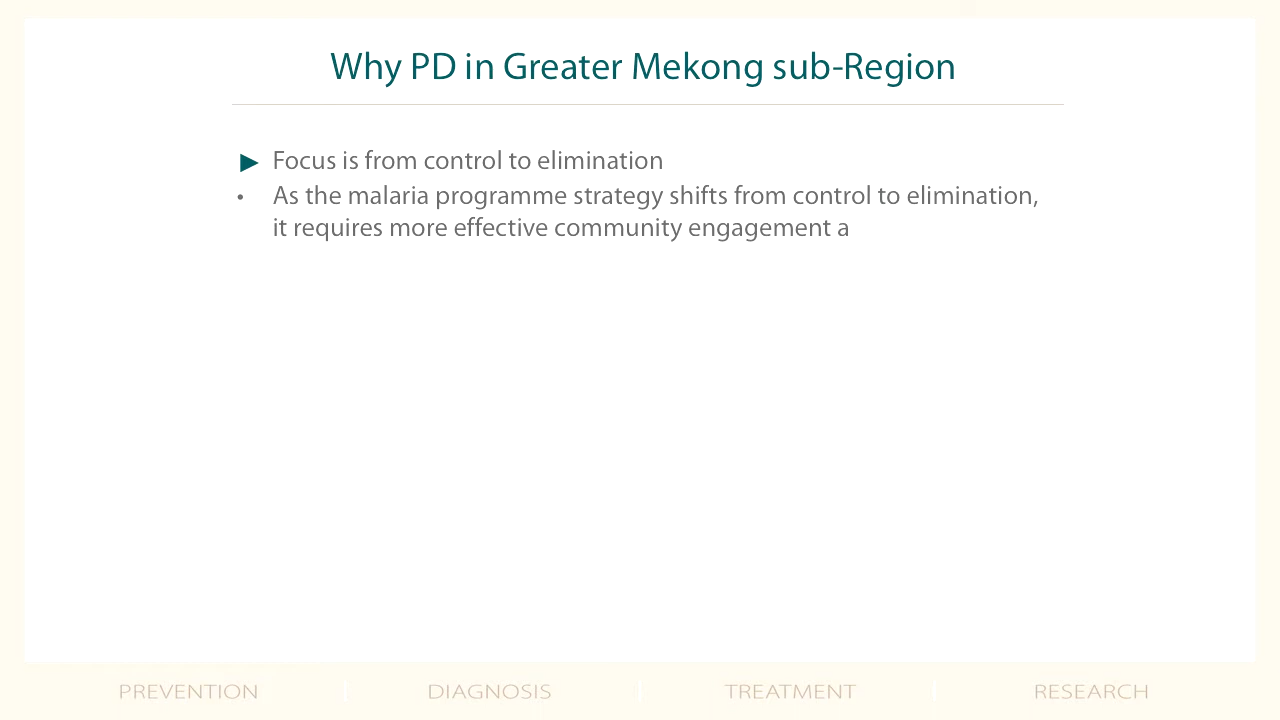 Why PD in Greater Mekong sub-Region
► Focus is from control to elimination
• As the malaria programme strategy shifts from control to elimination,
it requires more effective community engagement a
PREVENTION DIAGNOSIS TREATMENT RESEARCH